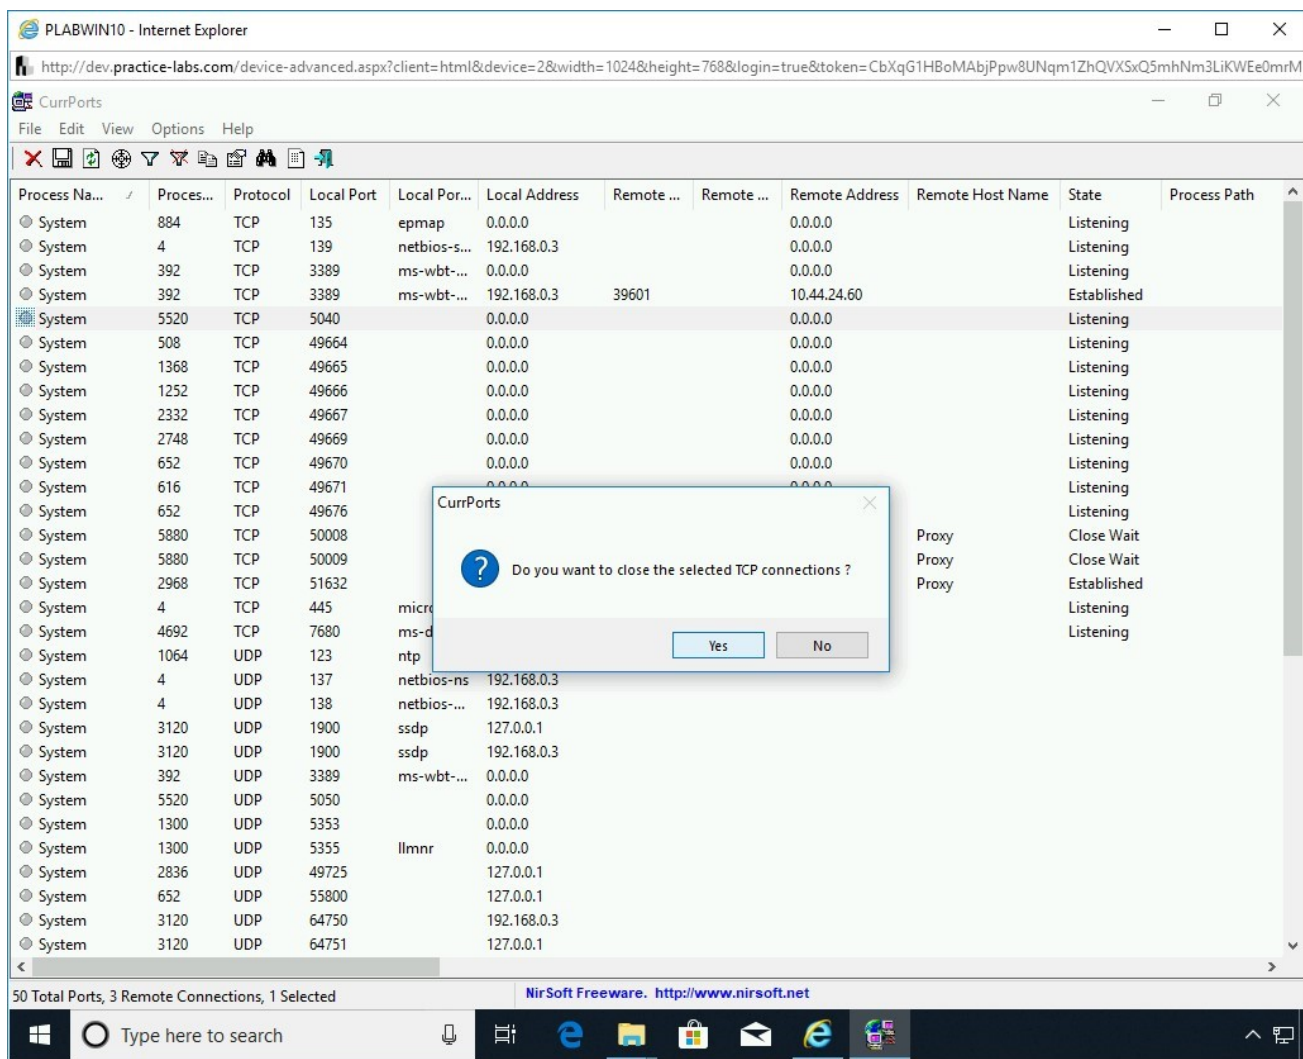 PLABWIN10 - Internet Explorer
http://dev.practice-labs.com/device-advanced.aspx?client=html&device=2&width=1024&height=768&login=true&token=CbXqG1HBoMAbjPpw8UNqm1ZhQVXSxQ5mhNm3LiKWEe0mrM
CurrPorts
File Edit View Options Help
Process Na... Proces... Protocol Local Port Local Por... Local Address Remote ... Remote ... Remote Address Remote Host Name State Process Path
System 884 TCP 135 epmap 0.0.0.0 0.0.0.0 Listening
System 4 TCP 139 netbios-s... 192.168.0.3 0.0.0.0 Listening
System 392 TCP 3389 ms-wbt-... 0.0.0.0 0.0.0.0 Listening
System 392 TCP 3389 ms-wbt-... 192.168.0.3 39601 10.44.24.60 Established
System 5520 TCP 5040 0.0.0.0 0.0.0.0 Listening
System 508 TCP 49664 0.0.0.0 0.0.0.0 Listening
System 1368 TCP 49665 0.0.0.0 0.0.0.0 Listening
System 1252 TCP 49666 0.0.0.0 0.0.0.0 Listening
System 2332 TCP 49667 0.0.0.0 0.0.0.0 Listening
System 2748 TCP 49669 0.0.0.0 0.0.0.0 Listening
System 652 TCP 49670 0.0.0.0 0.0.0.0 Listening
System 616 TCP 49671 Listening
System 652 TCP 49676 Listening
System 5880 TCP 50008 Proxy Close Wait
System 5880 TCP 50009 Proxy Close Wait
System 2968 TCP 51632 Proxy Established
System 4 TCP 445 Listening
System 4692 TCP 7680 ms-d Listening
System 1064 UDP 123 ntp
System 4 UDP 137 netbios-ns 192.168.0.3
System 4 UDP 138 netbios-... 192.168.0.3
System 3120 UDP 1900 ssdp 127.0.0.1
System 3120 UDP 1900 ssdp 192.168.0.3
System 392 UDP 3389 ms-wbt-... 0.0.0.0
System 5520 UDP 5050 0.0.0.0
System 1300 UDP 5353 0.0.0.0
System 1300 UDP 5355 llmnr 0.0.0.0
System 2836 UDP 49725 127.0.0.1
System 652 UDP 55800 127.0.0.1
System 3120 UDP 64750 192.168.0.3
System 3120 UDP 64751 127.0.0.1
CurrPorts
Do you want to close the selected TCP connections ?
Yes No
50 Total Ports, 3 Remote Connections, 1 Selected NirSoft Freeware. http://www.nirsoft.net
Type here to search